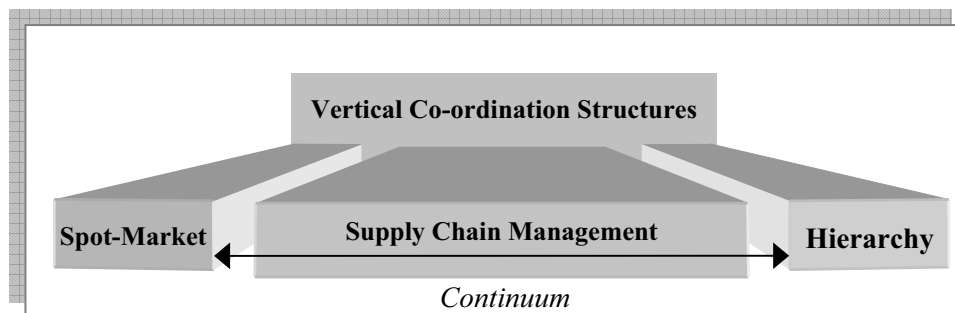 Vertical Co-ordination Structures
Spot-Market
Supply Chain Management
Hierarchy
Continuum